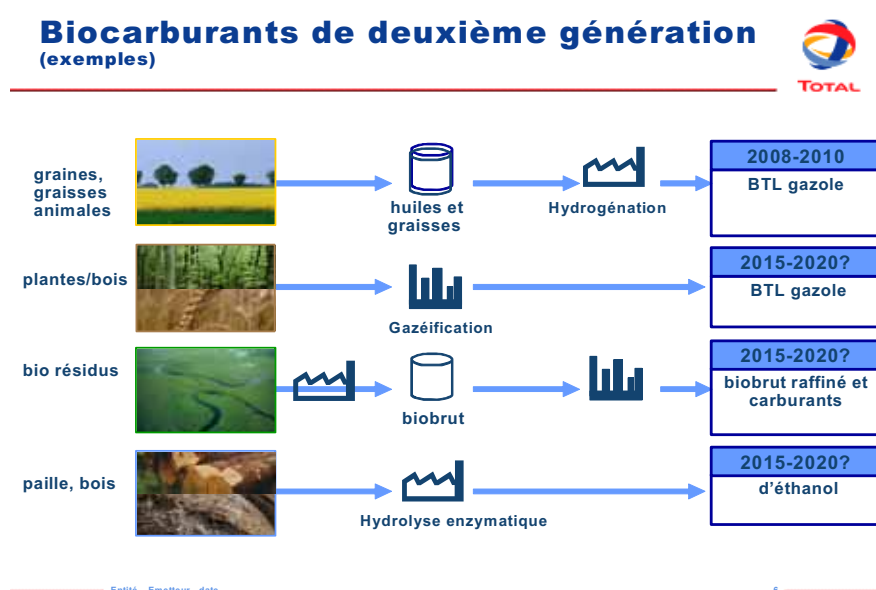 Biocarburants de deuxième génération
(exemples)
TOTAL
graines,
graisses
animales
huiles et
graisses
Hydrogénation
2008-2010
BTL gazole
plantes/bois
Gazéification
2015-2020?
BTL gazole
bio résidus
biobrut
2015-2020?
biobrut raffiné et
carburants
paille, bois
Hydrolyse enzymatique
2015-2020?
d'éthanol